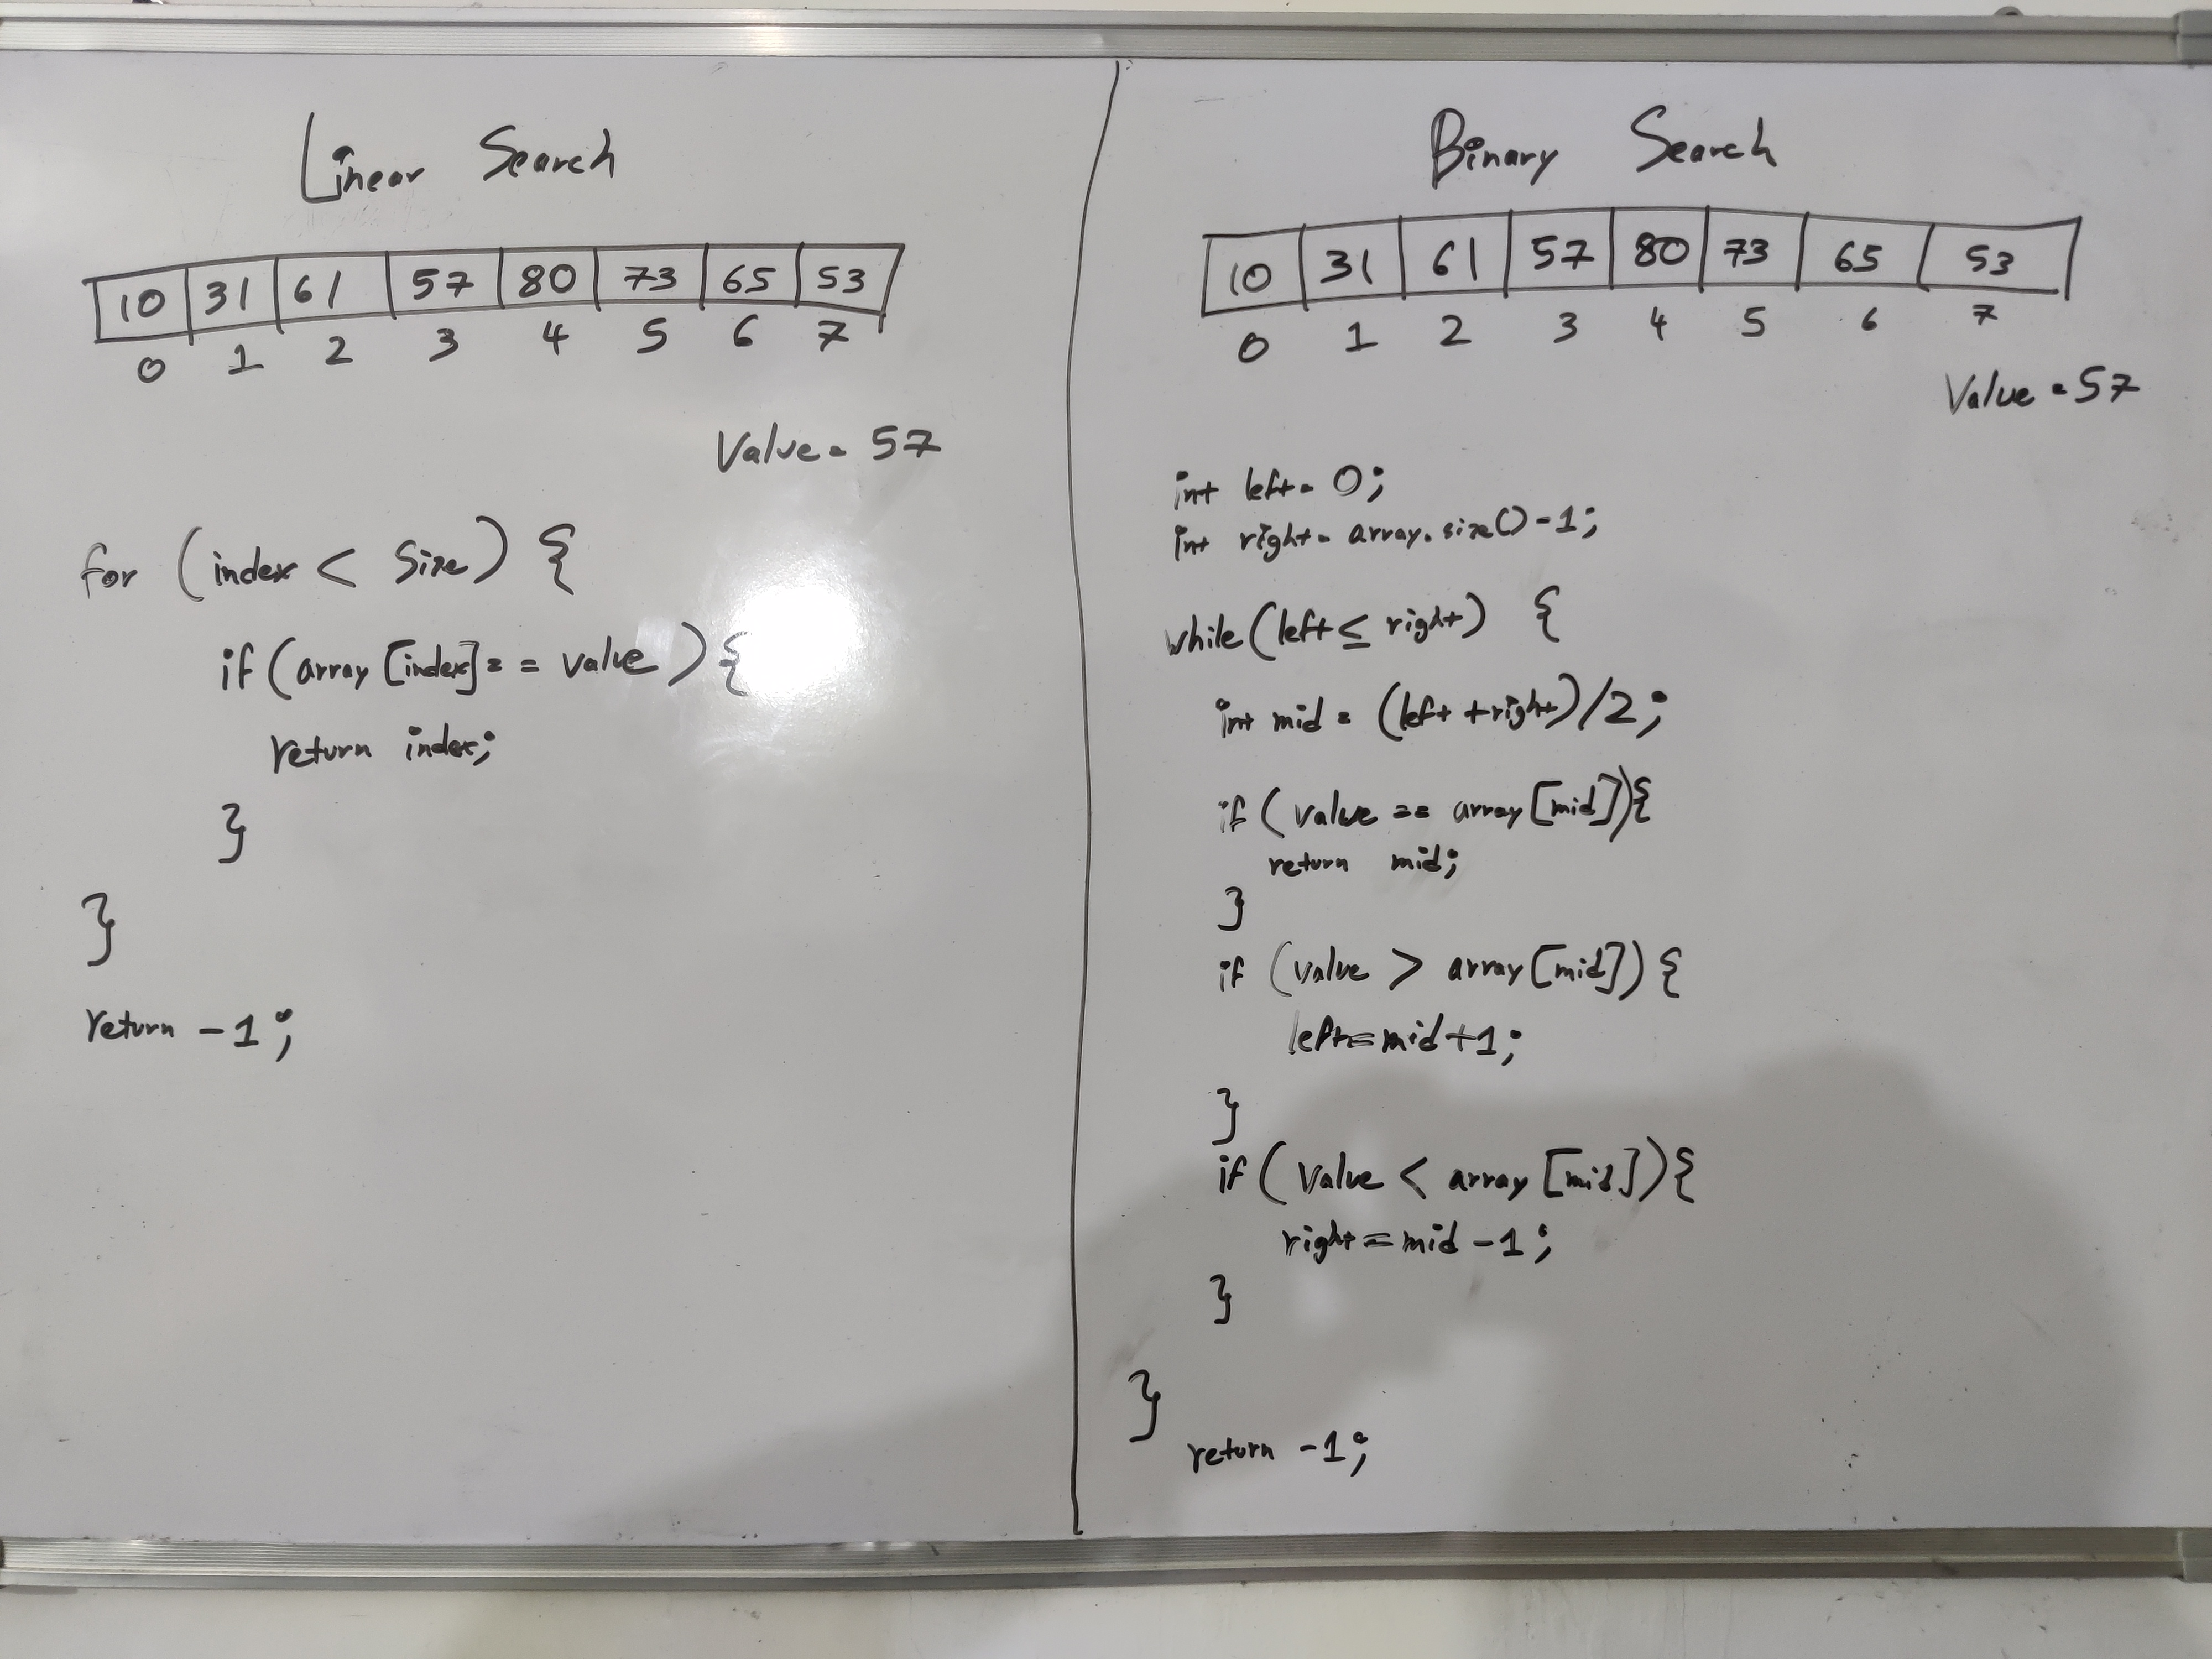 Linear Search
10 31 61 57 80 73 65 53
0 1 2 3 4 5 6 7
Value = 57
for (index < Size) {
if (array [index] == value ) {
return index;
}
}
return -1;
Binary Search
10 31 61 57 80 73 65 53
0 1 2 3 4 5 6 7
Value = 57
int left = 0;
int right = array.size()-1;
while (left ≤ right) {
int mid = (left + right)/2;
if (value == array[mid]){
return mid;
}
if (value > array[mid]) {
left=mid+1;
}
if (Value < array [mid]){
right = mid -1;
}
}
return -1;